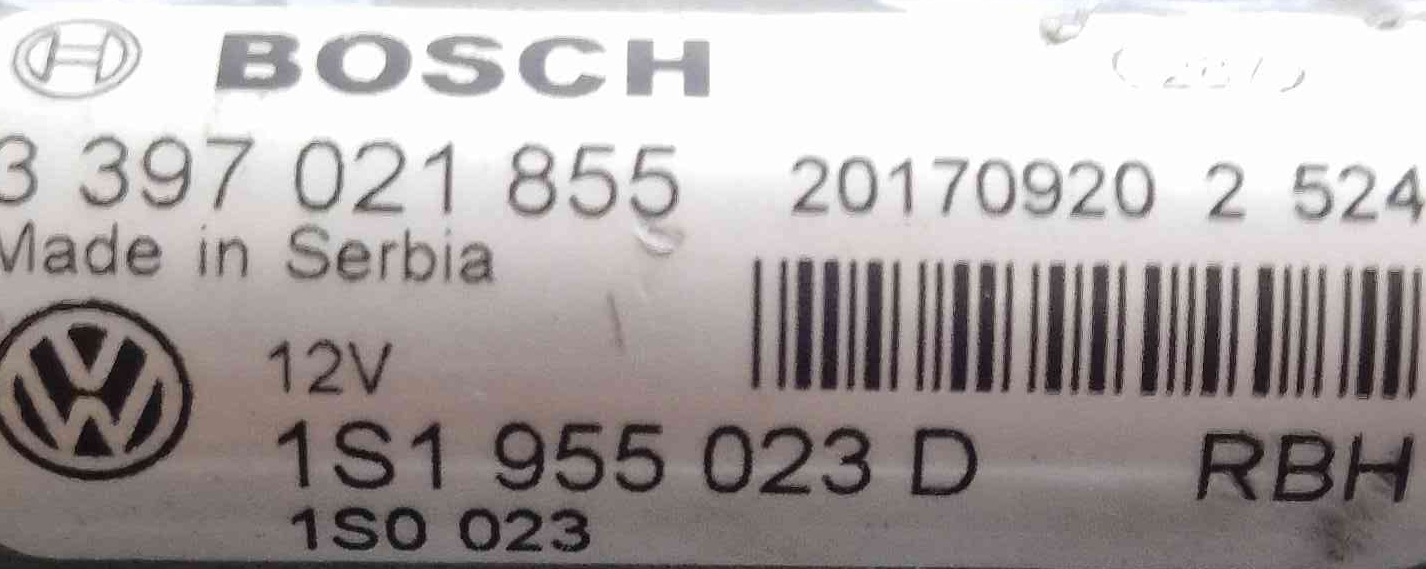 BOSCH
3 397 021 855 20170920 2 524
Made in Serbia
12V
1S1 955 023 D RBH
1S0 023